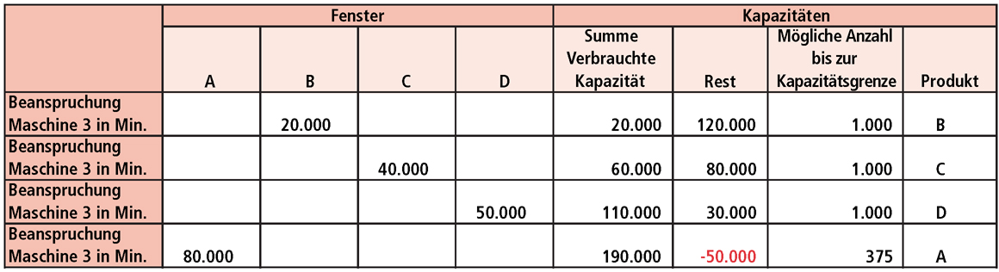 Fenster Kapazitäten
Summe Mögliche Anzahl
Verbrauchte bis zur
A B C D Kapazität Rest Kapazitätsgrenze Produkt
Beanspruchung
Maschine 3 in Min. 20.000 20.000 120.000 1.000 B
Beanspruchung
Maschine 3 in Min. 40.000 60.000 80.000 1.000 C
Beanspruchung
Maschine 3 in Min. 50.000 110.000 30.000 1.000 D
Beanspruchung
Maschine 3 in Min. 80.000 190.000 -50.000 375 A